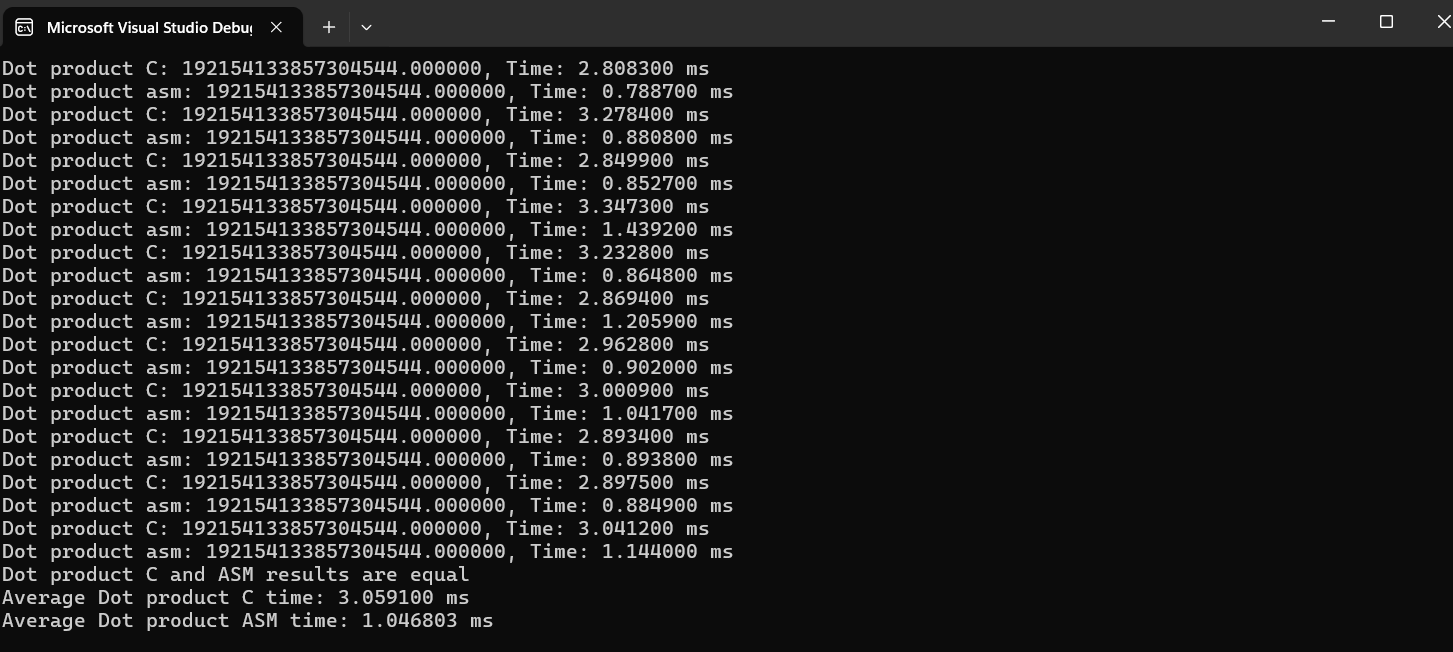 Microsoft Visual Studio Debu
Dot product C: 192154133857304544.000000, Time: 2.808300 ms
Dot product asm: 192154133857304544.000000, Time: 0.788700 ms
Dot product C: 192154133857304544.000000, Time: 3.278400 ms
Dot product asm: 192154133857304544.000000, Time: 0.880800 ms
Dot product C: 192154133857304544.000000, Time: 2.849900 ms
Dot product asm: 192154133857304544.000000, Time: 0.852700 ms
Dot product C: 192154133857304544.000000, Time: 3.347300 ms
Dot product asm: 192154133857304544.000000, Time: 1.439200 ms
Dot product C: 192154133857304544.000000, Time: 3.232800 ms
Dot product asm: 192154133857304544.000000, Time: 0.864800 ms
Dot product C: 192154133857304544.000000, Time: 2.869400 ms
Dot product asm: 192154133857304544.000000, Time: 1.205900 ms
Dot product C: 192154133857304544.000000, Time: 2.962800 ms
Dot product asm: 192154133857304544.000000, Time: 0.902000 ms
Dot product C: 192154133857304544.000000, Time: 3.000900 ms
Dot product asm: 192154133857304544.000000, Time: 1.041700 ms
Dot product C: 192154133857304544.000000, Time: 2.893400 ms
Dot product asm: 192154133857304544.000000, Time: 0.893800 ms
Dot product C: 192154133857304544.000000, Time: 2.897500 ms
Dot product asm: 192154133857304544.000000, Time: 0.884900 ms
Dot product C: 192154133857304544.000000, Time: 3.041200 ms
Dot product asm: 192154133857304544.000000, Time: 1.144000 ms
Dot product C and ASM results are equal
Average Dot product C time: 3.059100 ms
Average Dot product ASM time: 1.046803 ms